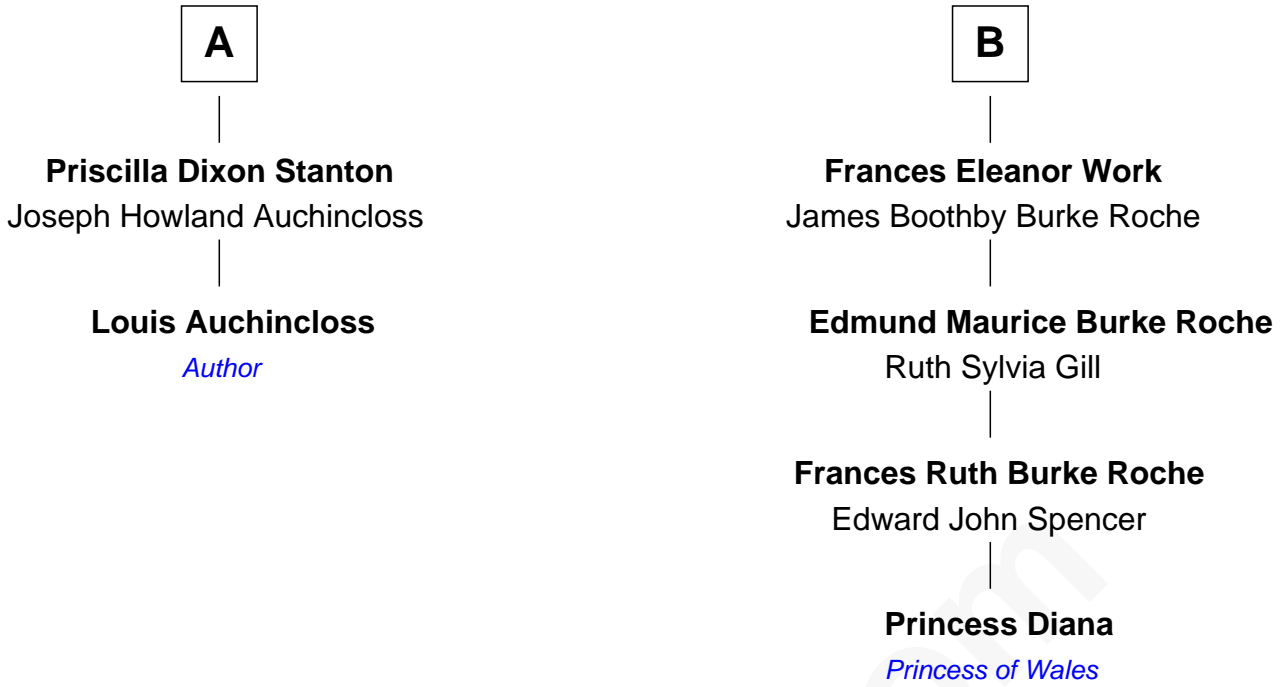 A
Priscilla Dixon Stanton
Joseph Howland Auchincloss
Louis Auchincloss
Author
B
Frances Eleanor Work
James Boothby Burke Roche
Edmund Maurice Burke Roche
Ruth Sylvia Gill
Frances Ruth Burke Roche
Edward John Spencer
Princess Diana
Princess of Wales
om